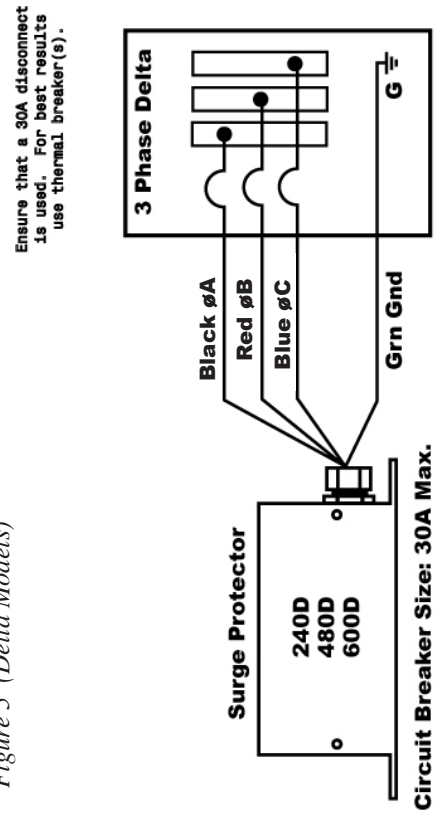 Figure (Delta Models)
Ensure that a 30A disconnect
is used. For best results
use thermal breaker(s).
3 Phase Delta
Surge Protector
Black øA
Red øB
Blue øC
240D
480D
600D
Grn Gnd
G
Circuit Breaker Size: 30A Max.